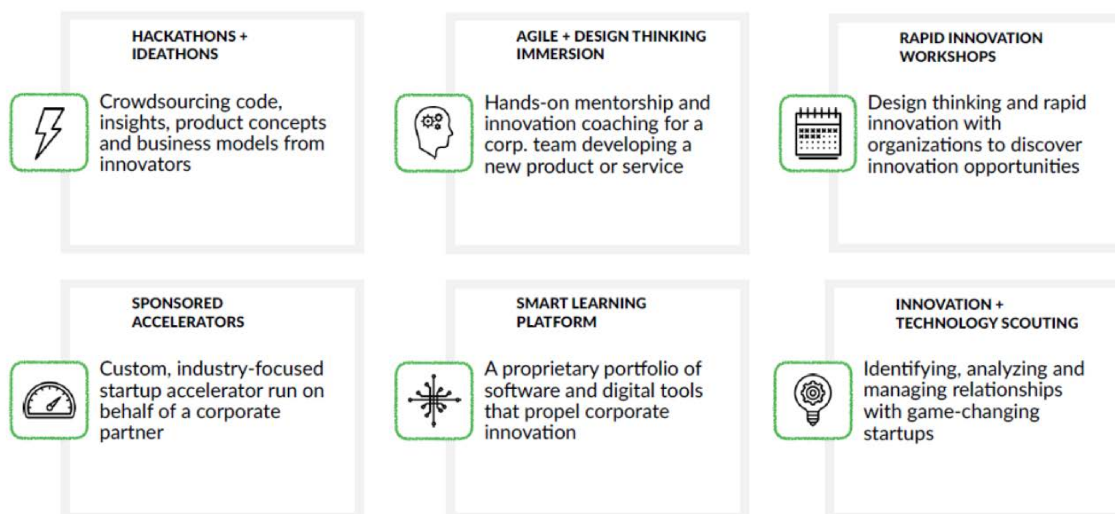 HACKATHONS +
IDEATHONS
Crowdsourcing code,
insights, product concepts
and business models from
innovators
AGILE + DESIGN THINKING
IMMERSION
Hands-on mentorship and
innovation coaching for a
corp. team developing a
new product or service
RAPID INNOVATION
WORKSHOPS
Design thinking and rapid
innovation with
organizations to discover
innovation opportunities
SPONSORED
ACCELERATORS
Custom, industry-focused
startup accelerator run on
behalf of a corporate
partner
SMART LEARNING
PLATFORM
A proprietary portfolio of
software and digital tools
that propel corporate
innovation
INNOVATION +
TECHNOLOGY SCOUTING
Identifying, analyzing and
managing relationships
with game-changing
startups